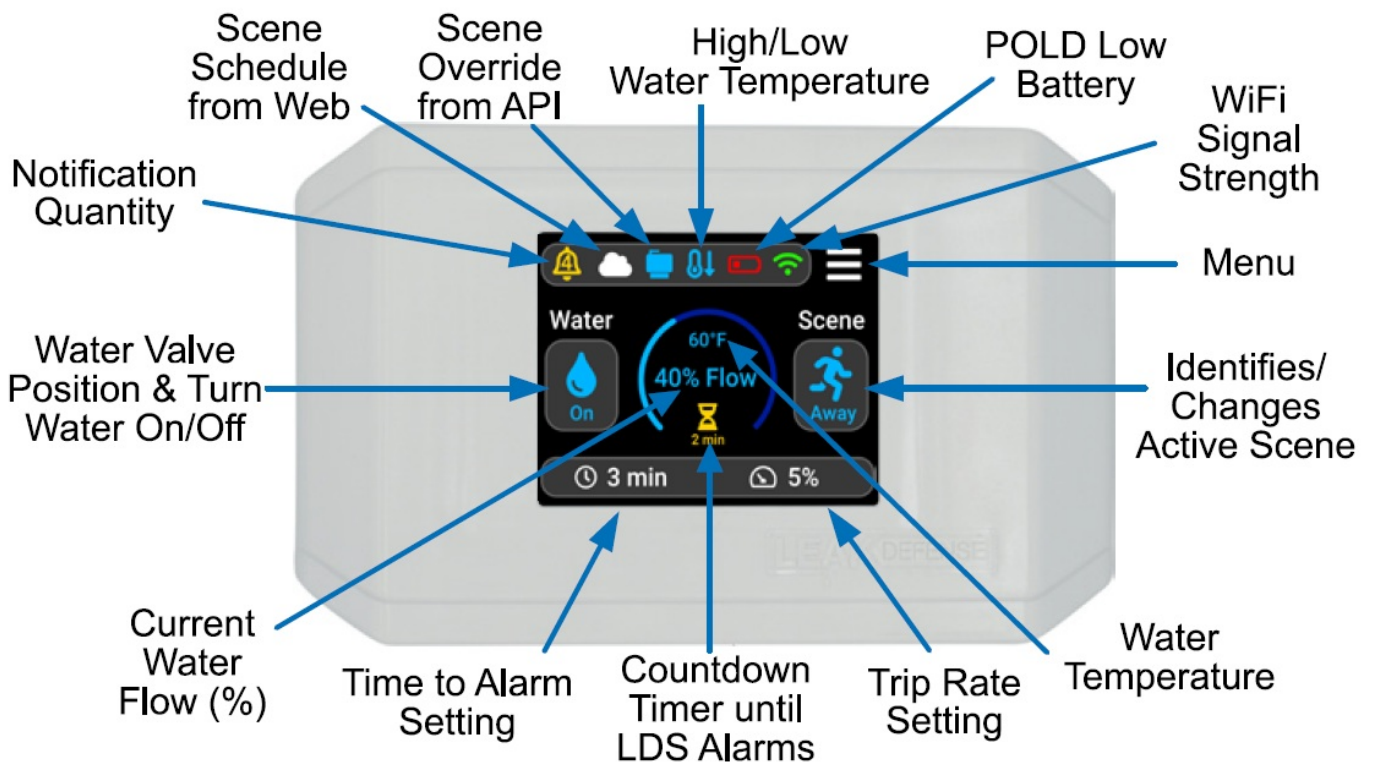 Scene
Schedule
from Web
Scene
Override
from API
High/Low
Water Temperature
POLD Low
Battery
WiFi
Signal
Strength
Notification
Quantity
Menu
Water Valve
Position & Turn
Water On/Off
Identifies/
Changes
Active Scene
4
Water
On
60°F
40% Flow
2 min
Scene
Away
3 min
5%
LEAK DEFENSE
Current
Water
Flow (%)
Time to Alarm
Setting
Countdown
Timer until
LDS Alarms
Trip Rate
Setting
Water
Temperature